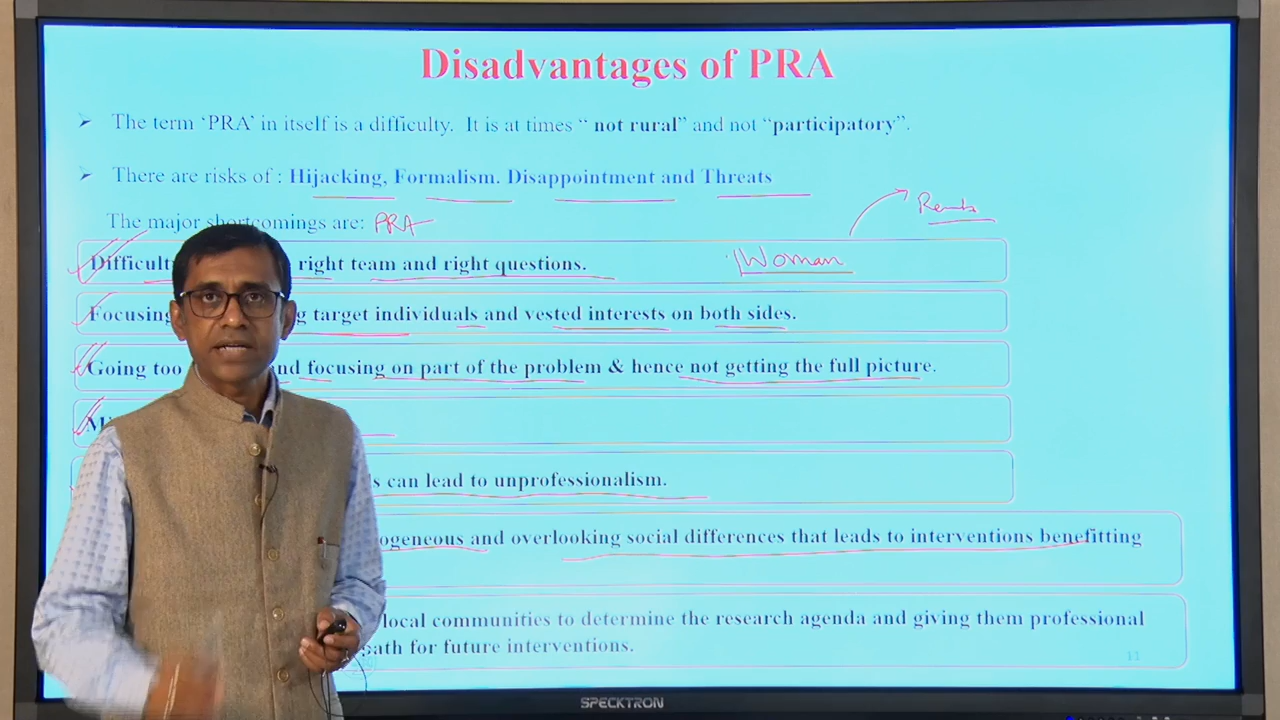 Disadvantages of PRA
➤ The term ‘PRA’ in itself is a difficulty. It is at times “ not rural” and not “participatory”.
➤ There are risks of : Hijacking, Formalism. Disappointment and Threats
The major shortcomings are: PRA
Difficult right team and right questions.
Woman
Focusing target individuals and vested interests on both sides.
Going too and focusing on part of the problem & hence not getting the full picture.
can lead to unprofessionalism.
ogeneous and overlooking social differences that leads to interventions benefitting
local communities to determine the research agenda and giving them professional
path for future interventions.
11
SPECKTRON